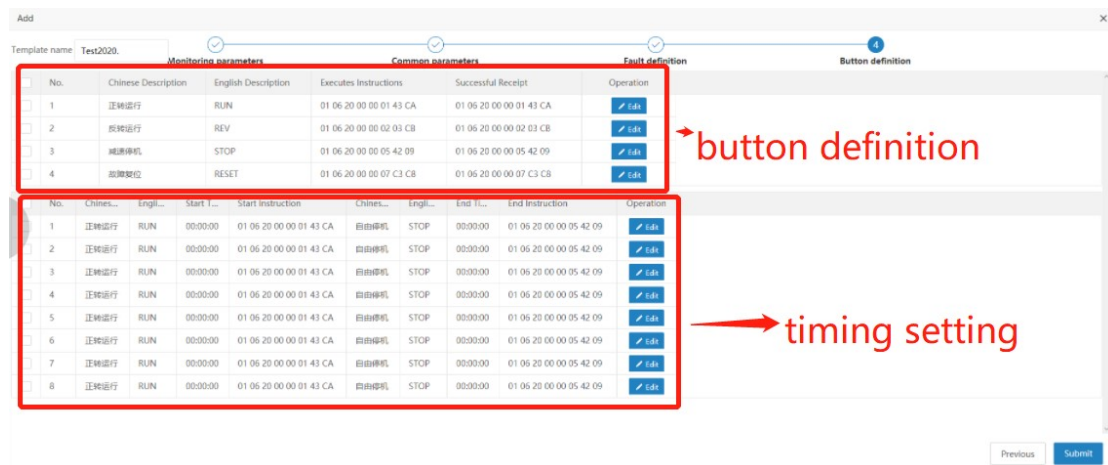 Add ×
Template name Test2020.
4
Monitoring parameters Common parameters Fault definition Button definition
No. Chinese Description English Description Executes Instructions Successful Receipt Operation
1 正转运行 RUN 01 06 20 00 00 01 43 CA 01 06 20 00 00 01 43 CA Edit
2 反转运行 REV 01 06 20 00 00 02 03 CB 01 06 20 00 00 02 03 CB Edit
3 减速停机 STOP 01 06 20 00 00 05 42 09 01 06 20 00 00 05 42 09 Edit
4 故障复位 RESET 01 06 20 00 00 07 C3 C8 01 06 20 00 00 07 C3 C8 Edit
button definition
No. Chines... Engli... Start T... Start Instruction Chines... Engli... End Ti... End Instruction Operation
1 正转运行 RUN 00:00:00 01 06 20 00 00 01 43 CA 自由停机 STOP 00:00:00 01 06 20 00 00 05 42 09 Edit
2 正转运行 RUN 00:00:00 01 06 20 00 00 01 43 CA 自由停机 STOP 00:00:00 01 06 20 00 00 05 42 09 Edit
3 正转运行 RUN 00:00:00 01 06 20 00 00 01 43 CA 自由停机 STOP 00:00:00 01 06 20 00 00 05 42 09 Edit
4 正转运行 RUN 00:00:00 01 06 20 00 00 01 43 CA 自由停机 STOP 00:00:00 01 06 20 00 00 05 42 09 Edit
5 正转运行 RUN 00:00:00 01 06 20 00 00 01 43 CA 自由停机 STOP 00:00:00 01 06 20 00 00 05 42 09 Edit
6 正转运行 RUN 00:00:00 01 06 20 00 00 01 43 CA 自由停机 STOP 00:00:00 01 06 20 00 00 05 42 09 Edit
7 正转运行 RUN 00:00:00 01 06 20 00 00 01 43 CA 自由停机 STOP 00:00:00 01 06 20 00 00 05 42 09 Edit
8 正转运行 RUN 00:00:00 01 06 20 00 00 01 43 CA 自由停机 STOP 00:00:00 01 06 20 00 00 05 42 09 Edit
timing setting
Previous Submit